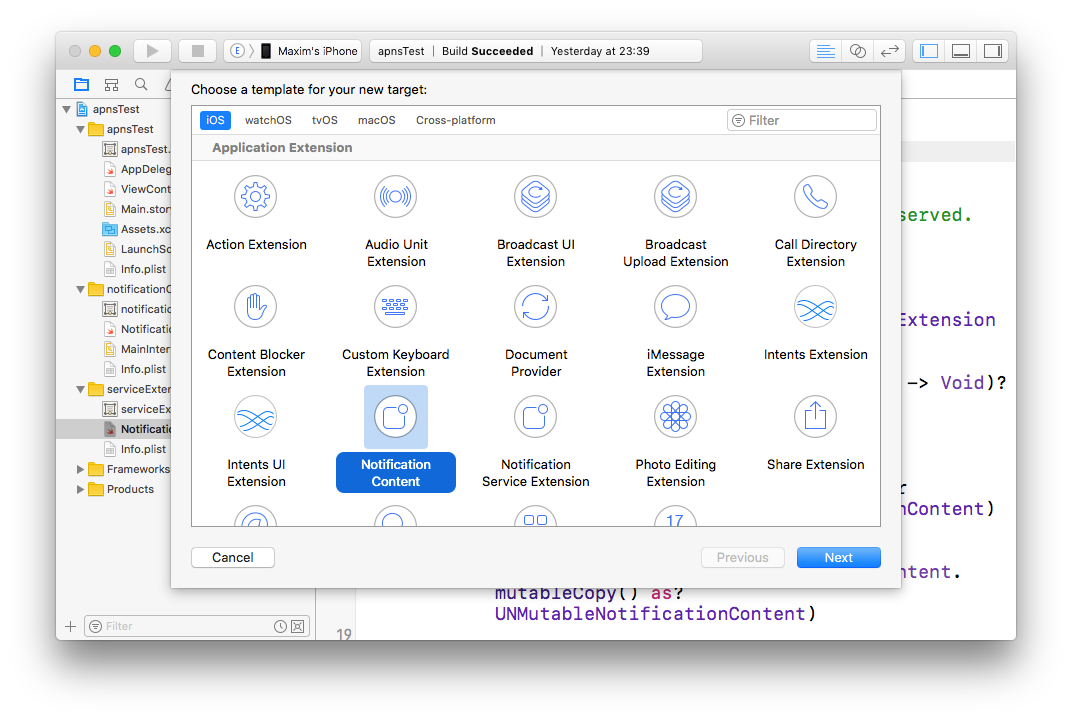 E Maxim's iPhone
apnsTest | Build Succeeded | Yesterday at 23:39
Choose a template for your new target:
iOS watchOS tvOS macOS Cross-platform
Filter
Application Extension
Action Extension
Audio Unit
Extension
Broadcast UI
Extension
Broadcast
Upload Extension
Call Directory
Extension
Content Blocker
Extension
Custom Keyboard
Extension
Document
Provider
iMessage
Extension
Intents Extension
Intents UI
Extension
Notification
Content
Notification
Service Extension
Photo Editing
Extension
Share Extension
17
Cancel
Previous
Next
apnsTest
apnsTest
apnsTest.
AppDeleg
ViewCont
Main.story
Assets.xc
LaunchSc
Info.plist
notificationC
notificatio
Notificatio
MainInter
Info.plist
serviceExter
serviceEx
Notificatio
Info.plist
Frameworks
Products
Filter
served.
Extension
-> Void)?
r
nContent)
ntent.
mutableCopy() as?
UNMutableNotificationContent)
19